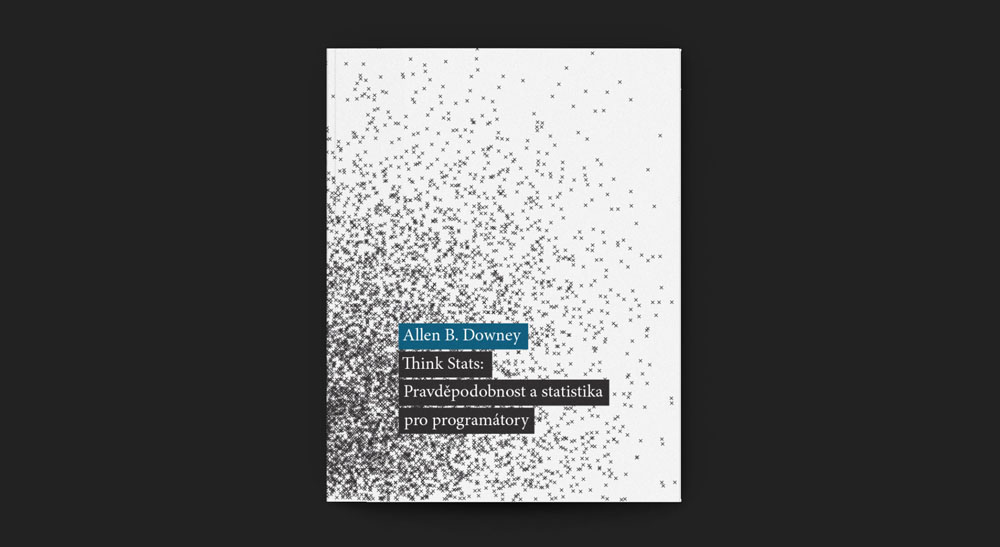 Allen B. Downey
Think Stats:
Pravděpodobnost a statistika
pro programátory